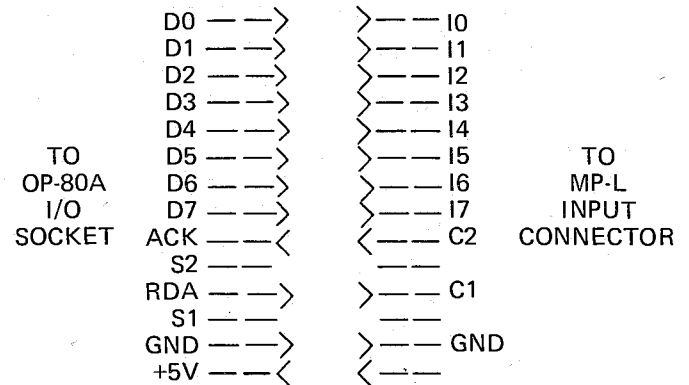 D0 I0
D1 I1
D2 I2
D3 I3
D4 I4
TO D5 I5 TO
OP-80A D6 I6 MP-L
I/O D7 I7 INPUT
SOCKET ACK C2 CONNECTOR
S2
RDA C1
S1
GND GND
+5V